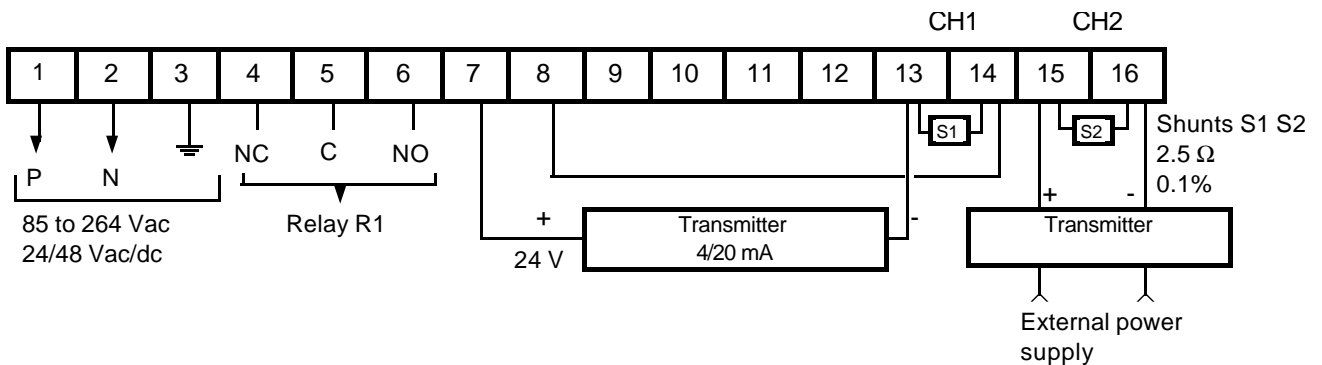 CH1 CH2
1 2 3 4 5 6 7 8 9 10 11 12 13 14 15 16
S1 S2 Shunts S1 S2
NC C NO 2.5 Ω
P N 0.1%
85 to 264 Vac Relay R1 + Transmitter - + - Transmitter
24/48 Vac/dc 24 V 4/20 mA
External power
supply